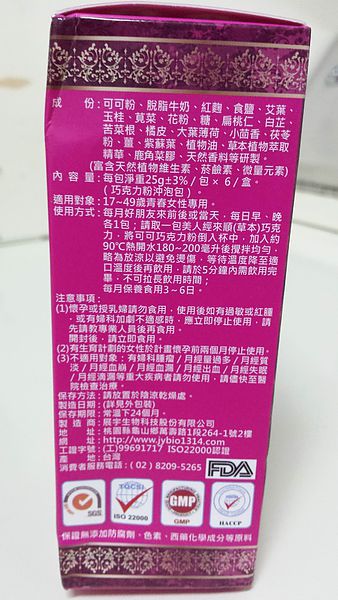 成　份:可可粉、脫脂牛奶、紅麴、食鹽、艾葉、
玉桂、莧菜、花粉、糖、扁桃仁、白芷、
苦菜根、橘皮、大葉薄荷、小茴香、茯苓
粉、薑、紫蘇葉、植物油、草本植物萃取
精華、鹿角菜膠、天然香料等研製。
(富含天然植物維生素、菸鹼素、微量元素)
內容量:每包淨重25g±3%/包×6/盒。
(巧克力粉沖泡包)。
適用對象:17~49歲青春女性專用。
使用方式:每月好朋友來前後或當天,每日早、晚
各1包;請取一包美人經來順(草本)巧克
力,將可可巧克力粉倒入杯中,加入約
90℃熱開水180~200毫升後攪拌均勻,
略為放涼以避免燙傷,等待溫度降至適
口溫度後再飲用,請於5分鐘內需飲用完
畢,不可拉長飲用時間;
每月保養食用3~6日。
注意事項:
(1)懷孕或授乳婦請勿食用,使用後如有過敏或紅腫
,或有婦科加劇不適感時,應立即停止使用,請
先請教專業人員後再食用。
開封後,請立即食用。
(2)有生育計劃的女性於計畫懷孕前兩個月停止使用。
(3)不適用對象:有婦科腫瘤/月經量過多/月經質
淡/月經血崩/月經血漏/月經出血/月經失眠
/月經滴漏等重大疾病者請勿使用,請儘快至醫
院檢查治療。
保存方法:請放置於陰涼乾燥處。
製造日期:(詳見外包裝)
保存期限:常溫下24個月。
製 造 商:展宇生物科技股份有限公司
地　址:桃園縣龜山鄉萬壽路1段264-1號2樓
網　址:http://www.jybio1314.com
工證字號:(工)99691717 ISO22000認證
產　地:台灣
消費者服務電話:(02)8209-5265
FDA
SGS
TQCSI
ISO 22000
GMP
GMP
HACCP
保證無添加防腐劑、色素、西藥化學成分等原料